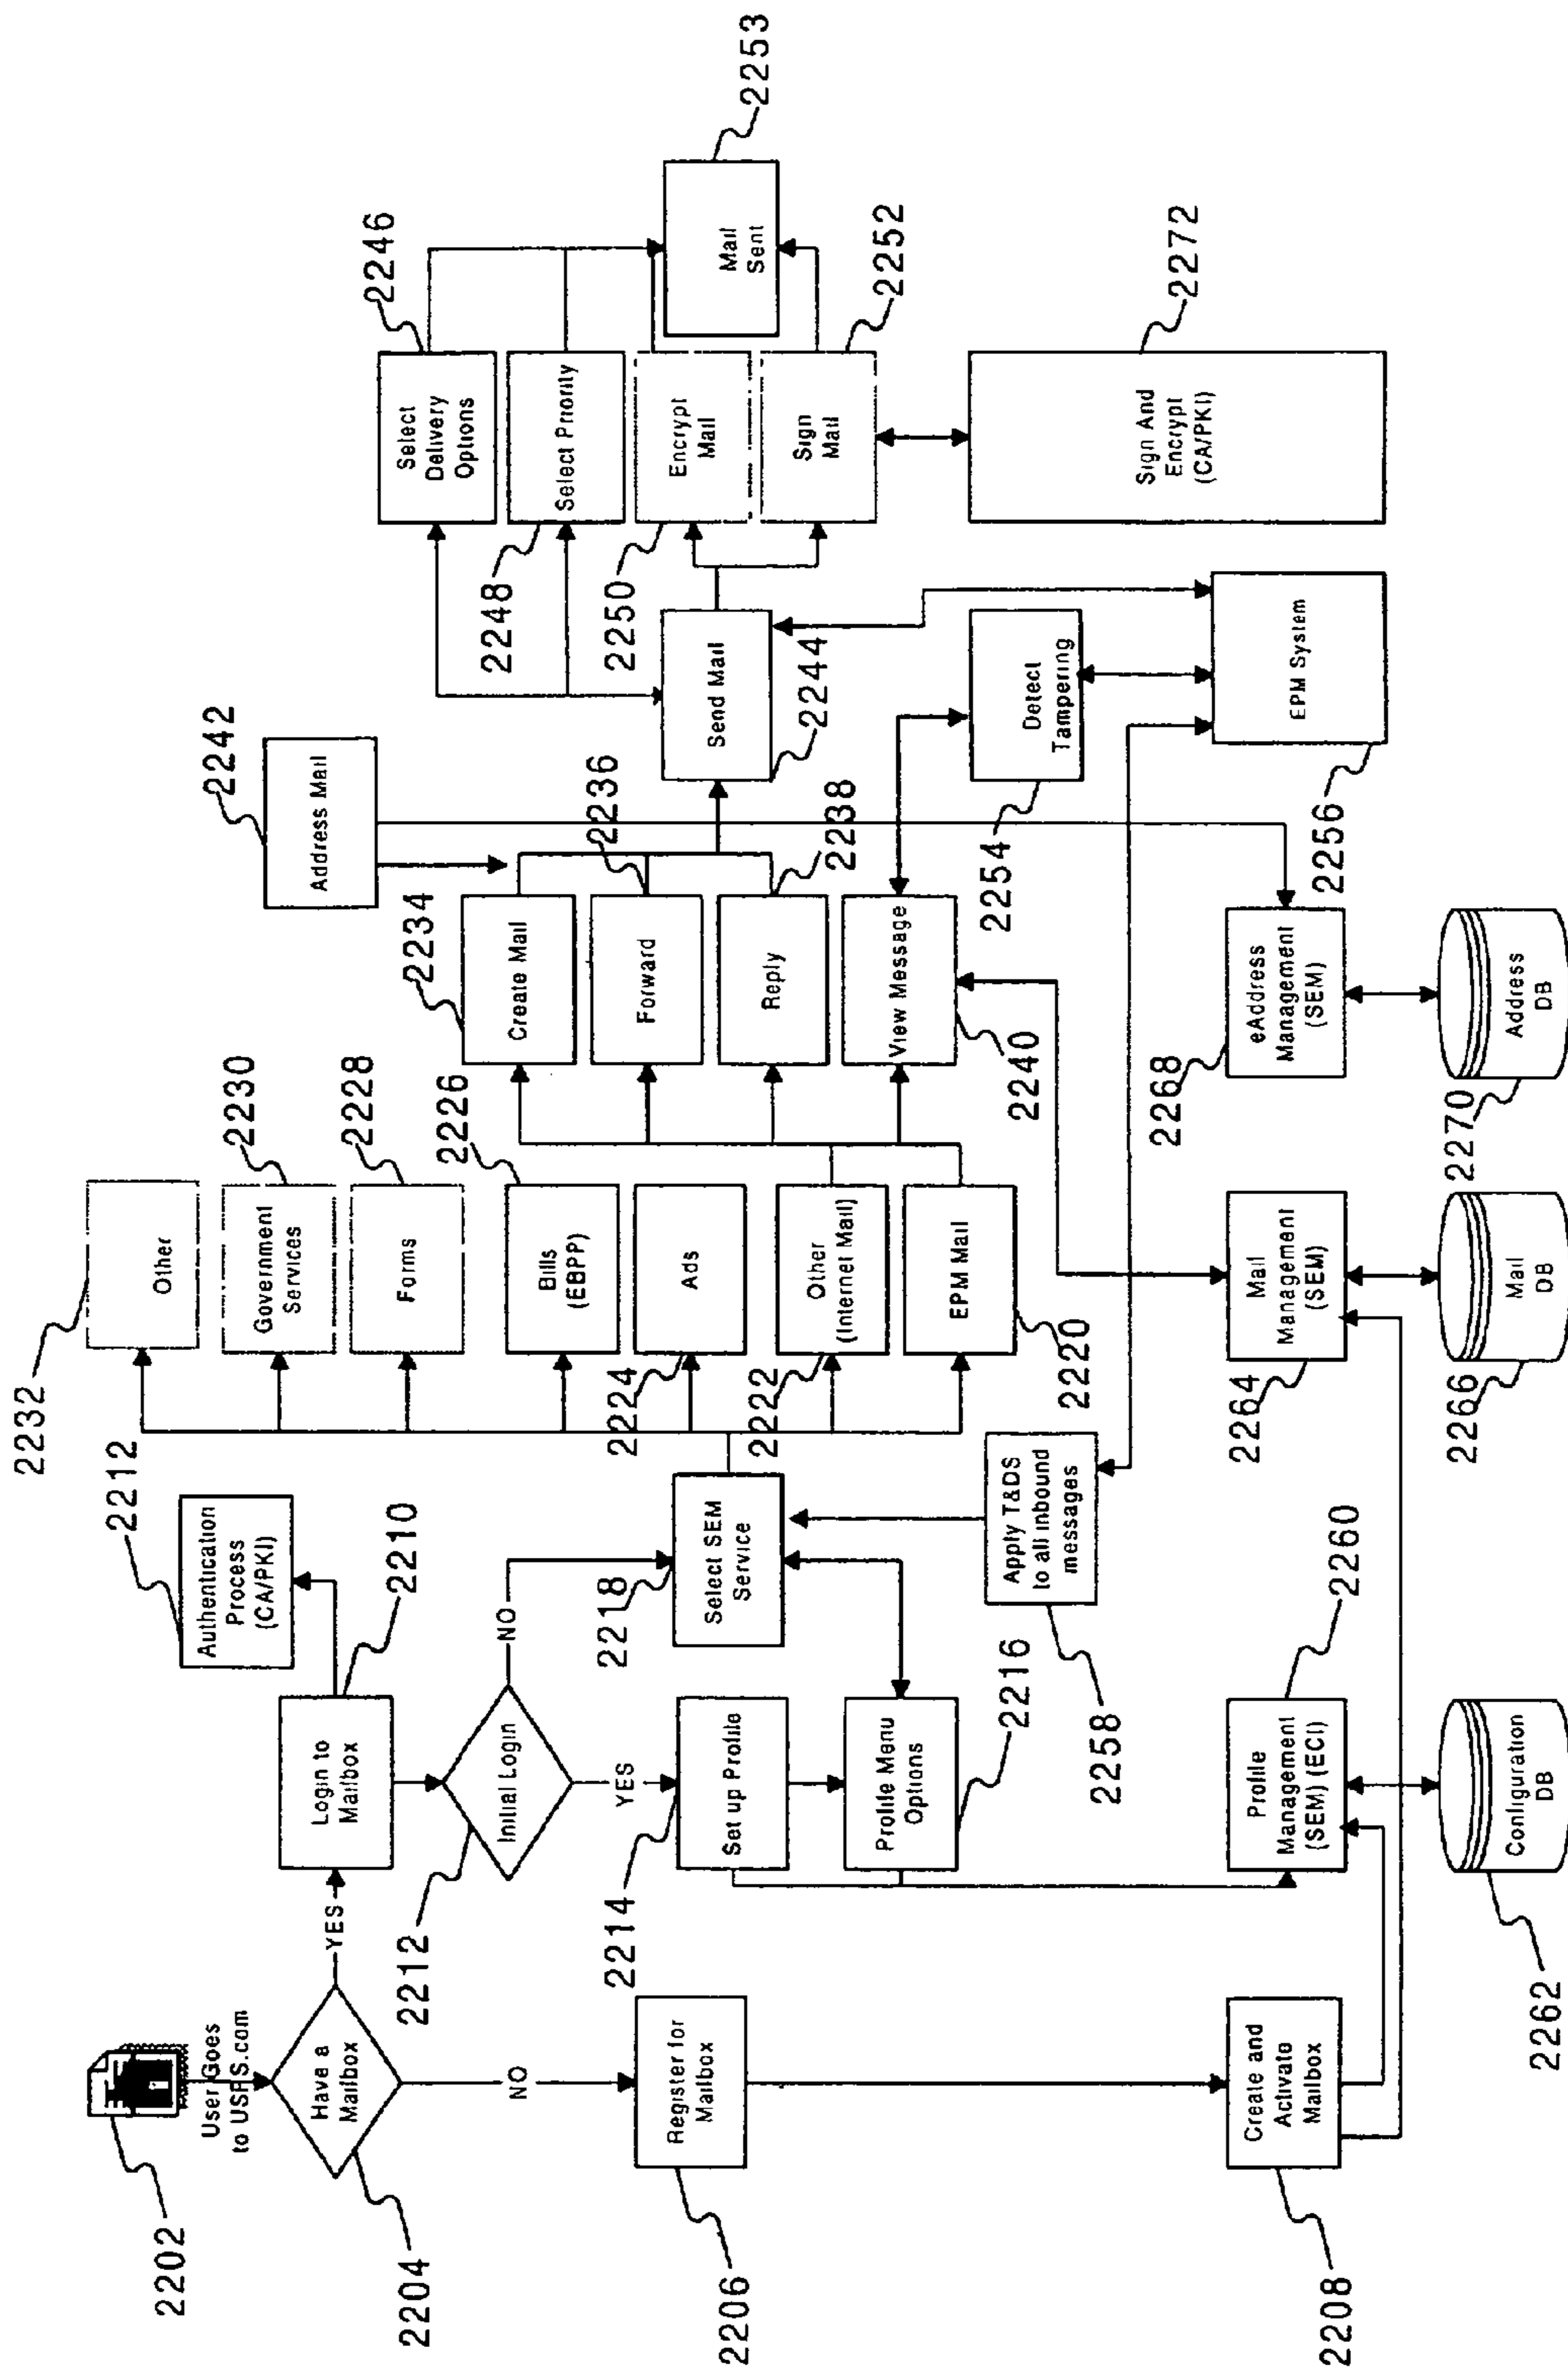 2202
User Goes
to USPS.com
Have a
Mailbox
2204
YES
NO
Register for
Mailbox
2206
Create and
Activate
Mailbox
2208
Login to
Mailbox
2210
Authentication
Process
(CA/PKI)
2212
Initial Login
2212
NO
YES
Set up Profile
2214
Profile Menu
Options
2216
Select SEM
Service
2218
Apply T&DS
to all inbound
messages
2258
Profile
Management
(SEM) (ECI)
2260
Configuration
DB
2262
Other
2232
Government
Services
2230
Forms
2228
Bills
(EBPP)
2226
Ads
2224
Other
(Internet Mail)
2222
EPM Mail
2220
Mail
Management
(SEM)
2264
Mail
DB
2266
Create Mail
2234
Forward
2236
Reply
2238
View Message
2240
Address Mail
2242
eAddress
Management
(SEM)
2268
Address
DB
2270
Send Mail
2244
Detect
Tampering
2254
EPM System
2256
Select
Delivery
Options
2246
Select Priority
2248
Encrypt
Mail
2250
Sign
Mail
2252
Mail
Sent
2253
Sign And
Encrypt
(CA/PKI)
2272